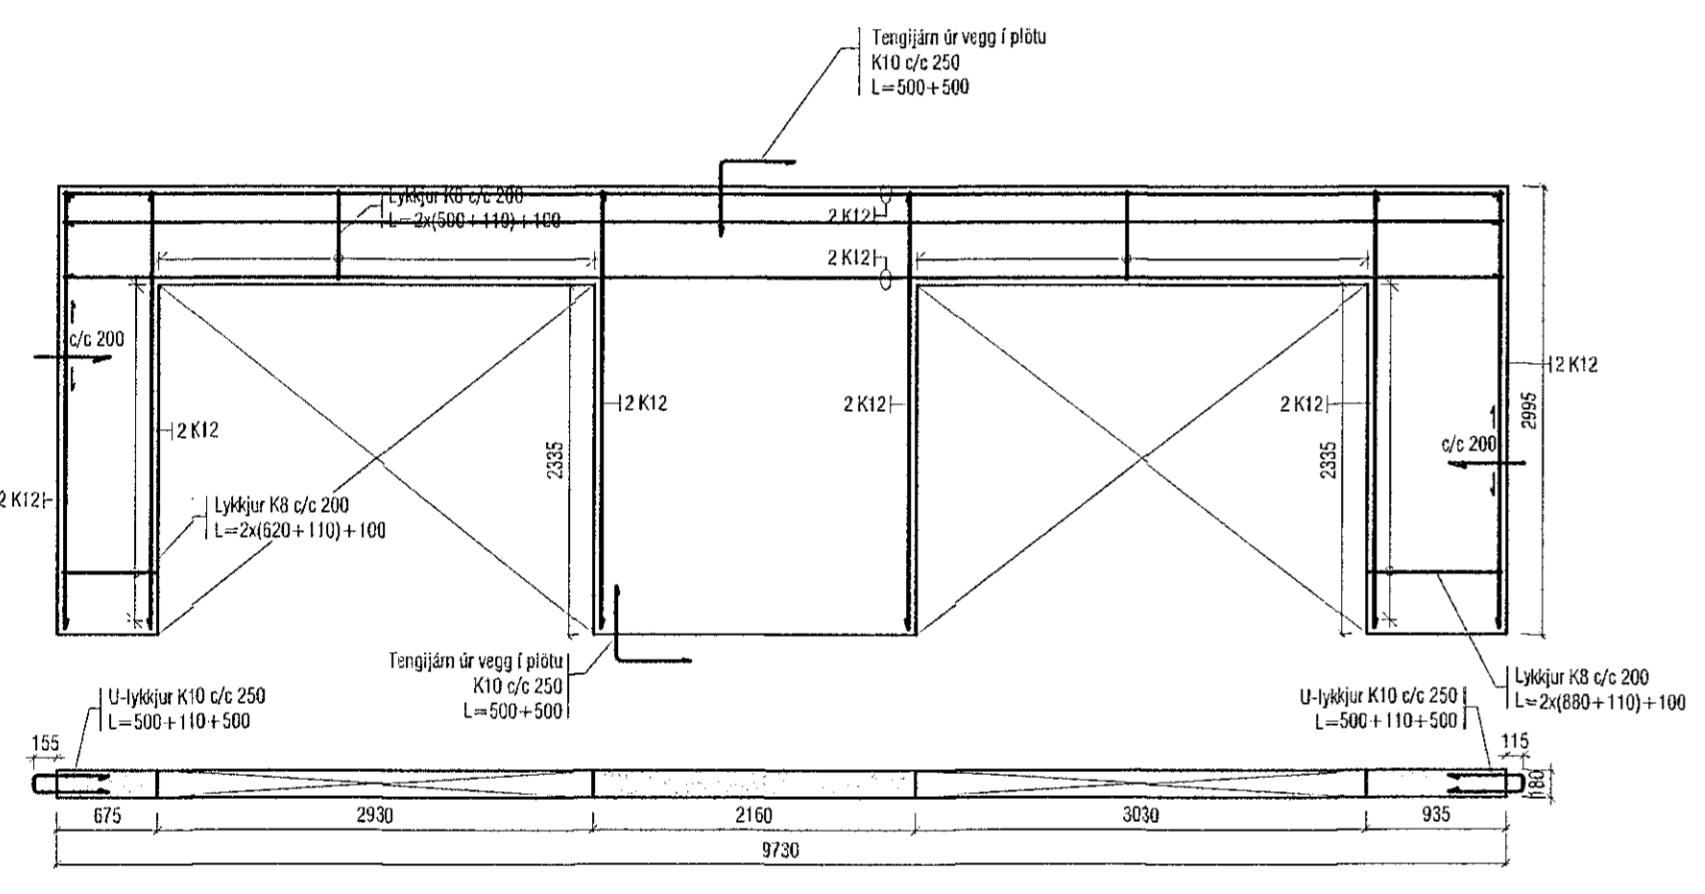 Tengijárn úr vegg í plötu
K10 c/c 250
L=500+500
Lykkjur K8 c/c 200
L=2x(500+110)+100
2 K12
2 K12
c/c 200
2 K12
2995
2 K12
2 K12
2 K12
2 K12
2335
2335
c/c 200
2 K12
Lykkjur K8 c/c 200
L=2x(620+110)+100
Tengijárn úr vegg í plötu
K10 c/c 250
L=500+500
Lykkjur K8 c/c 200
L=2x(880+110)+100
U-lykkjur K10 c/c 250
L=500+110+500
U-lykkjur K10 c/c 250
L=500+110+500
155
115
180
675
2930
2160
3030
935
9730